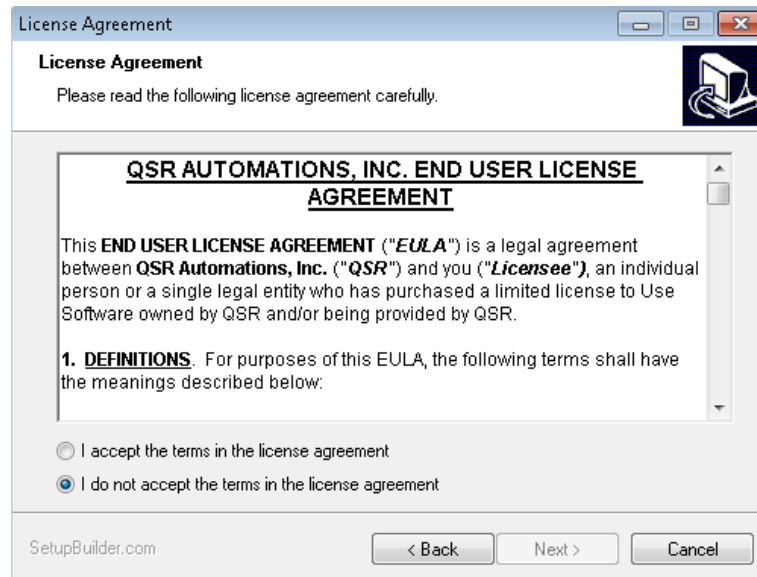 License Agreement
License Agreement
Please read the following license agreement carefully.
QSR AUTOMATIONS, INC. END USER LICENSE
AGREEMENT
This END USER LICENSE AGREEMENT ("EULA") is a legal agreement
between QSR Automations, Inc. ("QSR") and you ("Licensee"), an individual
person or a single legal entity who has purchased a limited license to Use
Software owned by QSR and/or being provided by QSR.
1. DEFINITIONS. For purposes of this EULA, the following terms shall have
the meanings described below:
I accept the terms in the license agreement
I do not accept the terms in the license agreement
SetupBuilder.com
< Back
Next >
Cancel